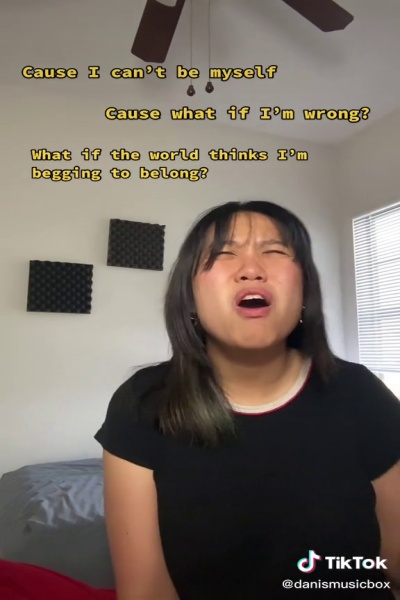 Cause I can't be myself
Cause what if I'm wrong?
What if the world thinks I'm
begging to belong?
TikTok
@danismusicbox